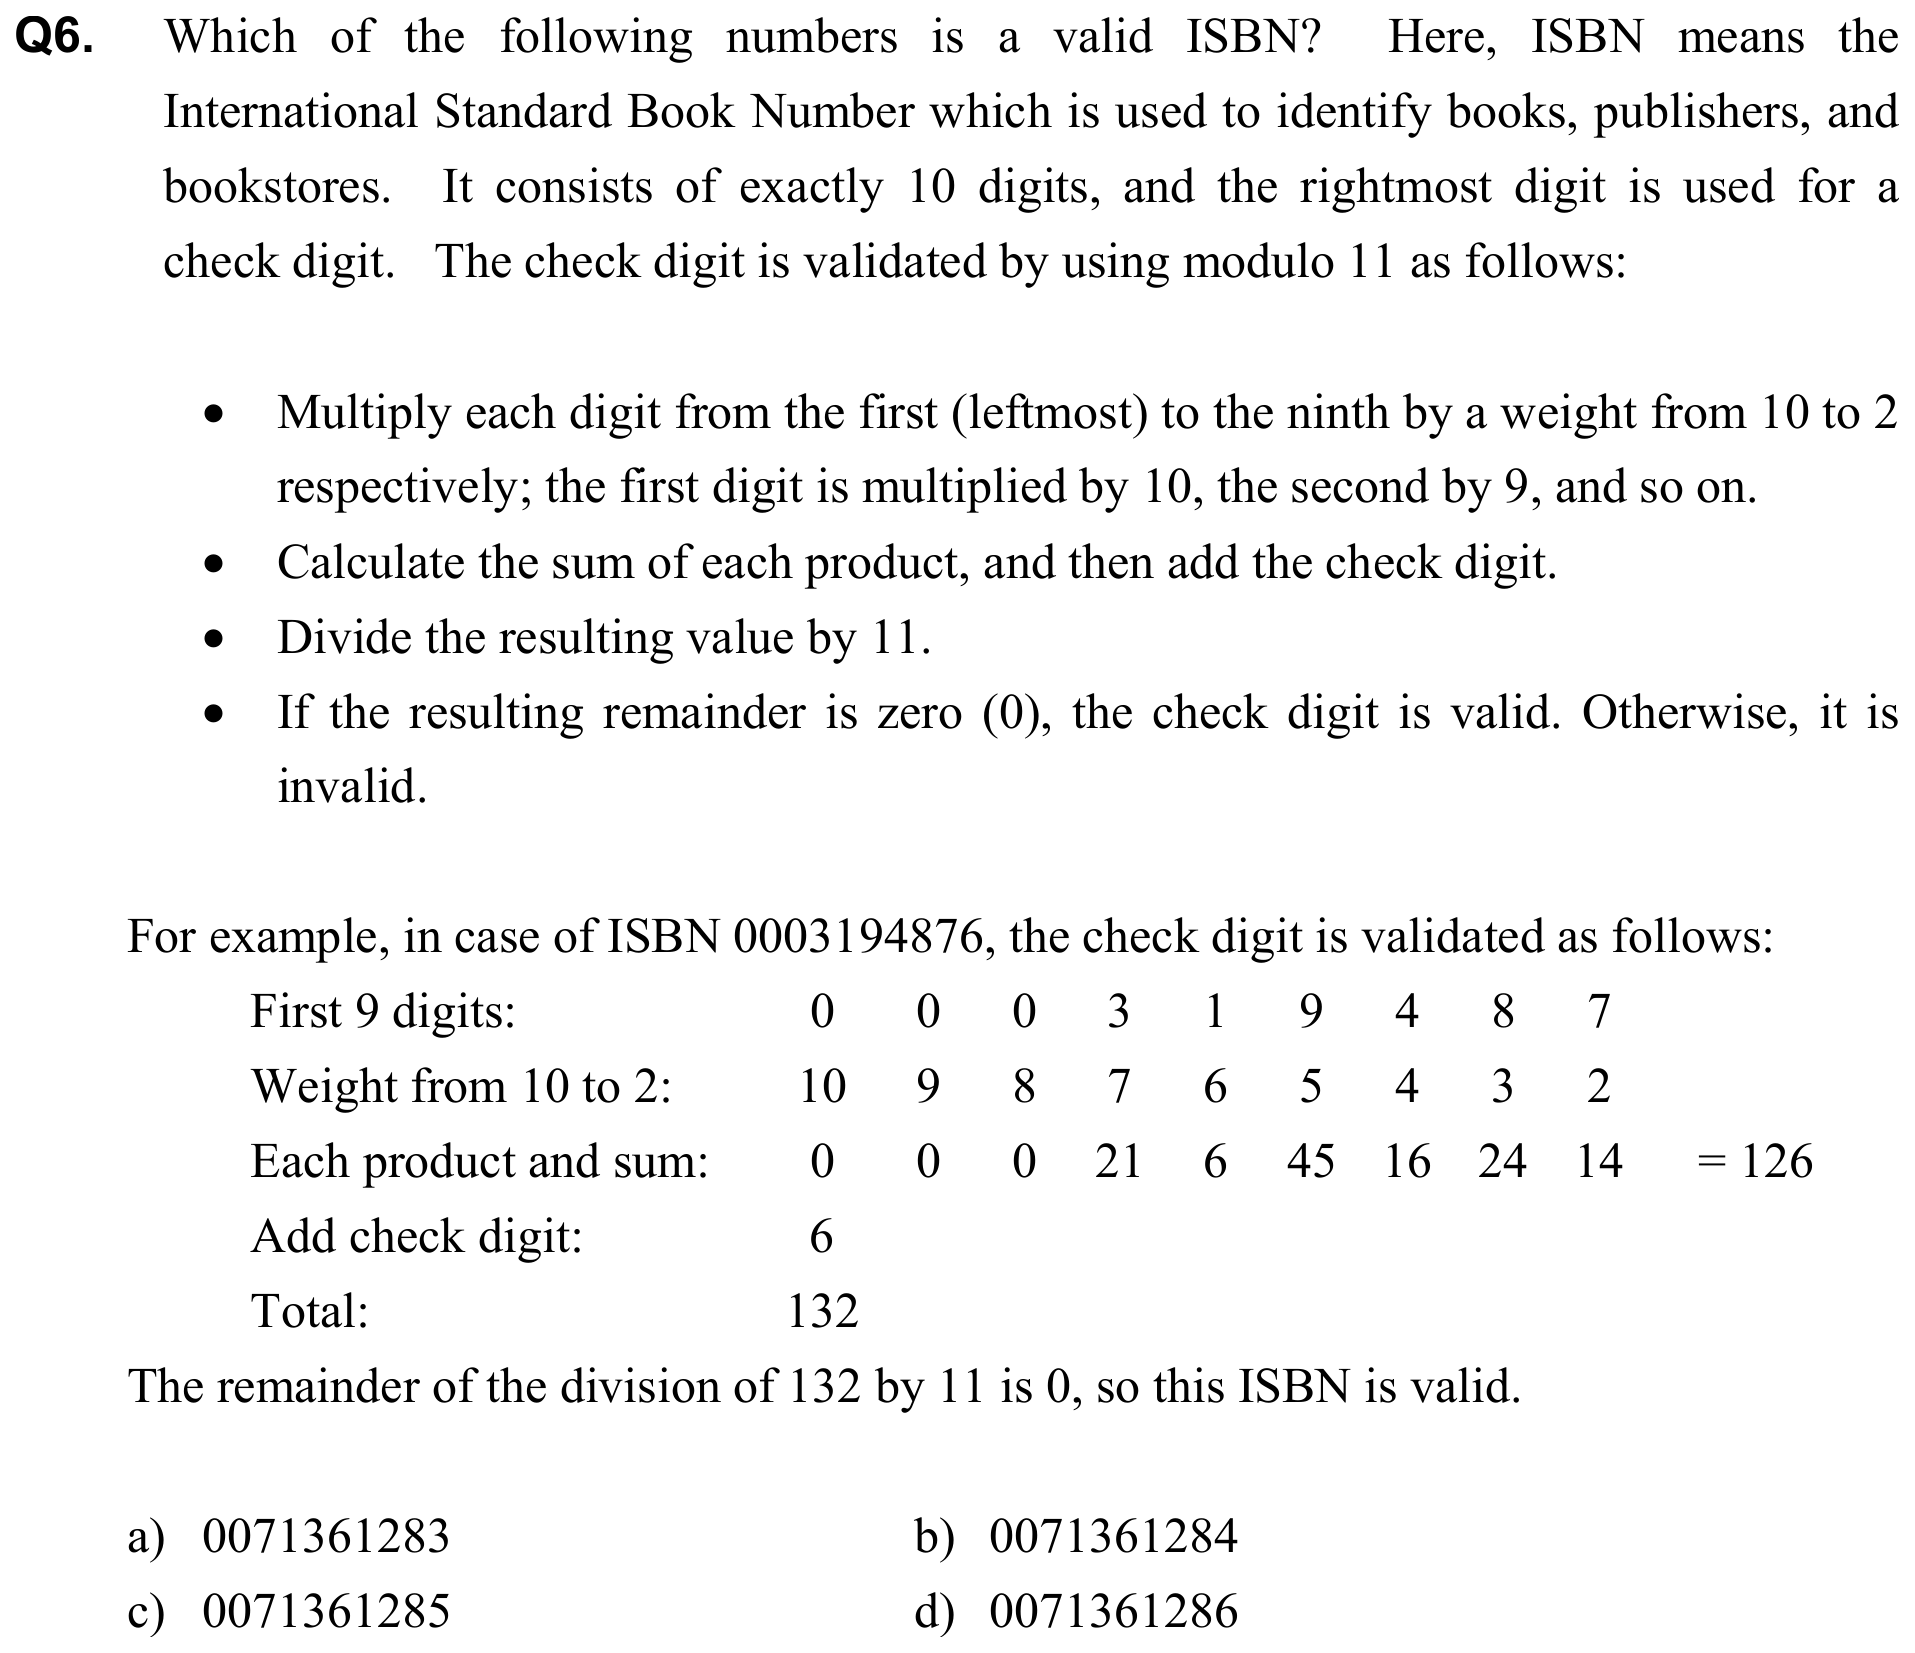 Q6. Which of the following numbers is a valid ISBN? Here, ISBN means the
International Standard Book Number which is used to identify books, publishers, and
bookstores. It consists of exactly 10 digits, and the rightmost digit is used for a
check digit. The check digit is validated by using modulo 11 as follows:
• Multiply each digit from the first (leftmost) to the ninth by a weight from 10 to 2
respectively; the first digit is multiplied by 10, the second by 9, and so on.
• Calculate the sum of each product, and then add the check digit.
• Divide the resulting value by 11.
• If the resulting remainder is zero (0), the check digit is valid. Otherwise, it is
invalid.
For example, in case of ISBN 0003194876, the check digit is validated as follows:
First 9 digits: 0 0 0 3 1 9 4 8 7
Weight from 10 to 2: 10 9 8 7 6 5 4 3 2
Each product and sum: 0 0 0 21 6 45 16 24 14 = 126
Add check digit: 6
Total: 132
The remainder of the division of 132 by 11 is 0, so this ISBN is valid.
a) 0071361283 b) 0071361284
c) 0071361285 d) 0071361286